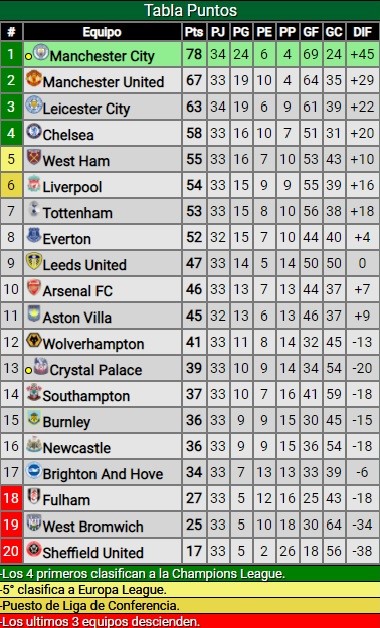 Tabla Puntos
# Equipo Pts PJ PG PE PP GF GC DIF
1 Manchester City 78 34 24 6 4 69 24 +45
2 Manchester United 67 33 19 10 4 64 35 +29
3 Leicester City 63 34 19 6 9 61 39 +22
4 Chelsea 58 33 16 10 7 51 31 +20
5 West Ham 55 33 16 7 10 53 43 +10
6 Liverpool 54 33 15 9 9 55 39 +16
7 Tottenham 53 33 15 8 10 56 38 +18
8 Everton 52 32 15 7 10 44 40 +4
9 Leeds United 47 33 14 5 14 50 50 0
10 Arsenal FC 46 33 13 7 13 44 37 +7
11 Aston Villa 45 32 13 6 13 46 37 +9
12 Wolverhampton 41 33 11 8 14 32 45 -13
13 Crystal Palace 39 33 10 9 14 34 54 -20
14 Southampton 37 33 10 7 16 41 59 -18
15 Burnley 36 33 9 9 15 30 45 -15
16 Newcastle 36 33 9 9 15 36 54 -18
17 Brighton And Hove 34 33 7 13 13 33 39 -6
18 Fulham 27 33 5 12 16 25 43 -18
19 West Bromwich 25 33 5 10 18 30 64 -34
20 Sheffield United 17 33 5 2 26 18 56 -38
-Los 4 primeros clasifican a la Champions League.
-5° clasifica a Europa League.
-Puesto de Liga de Conferencia.
-Los ultimos 3 equipos descienden.